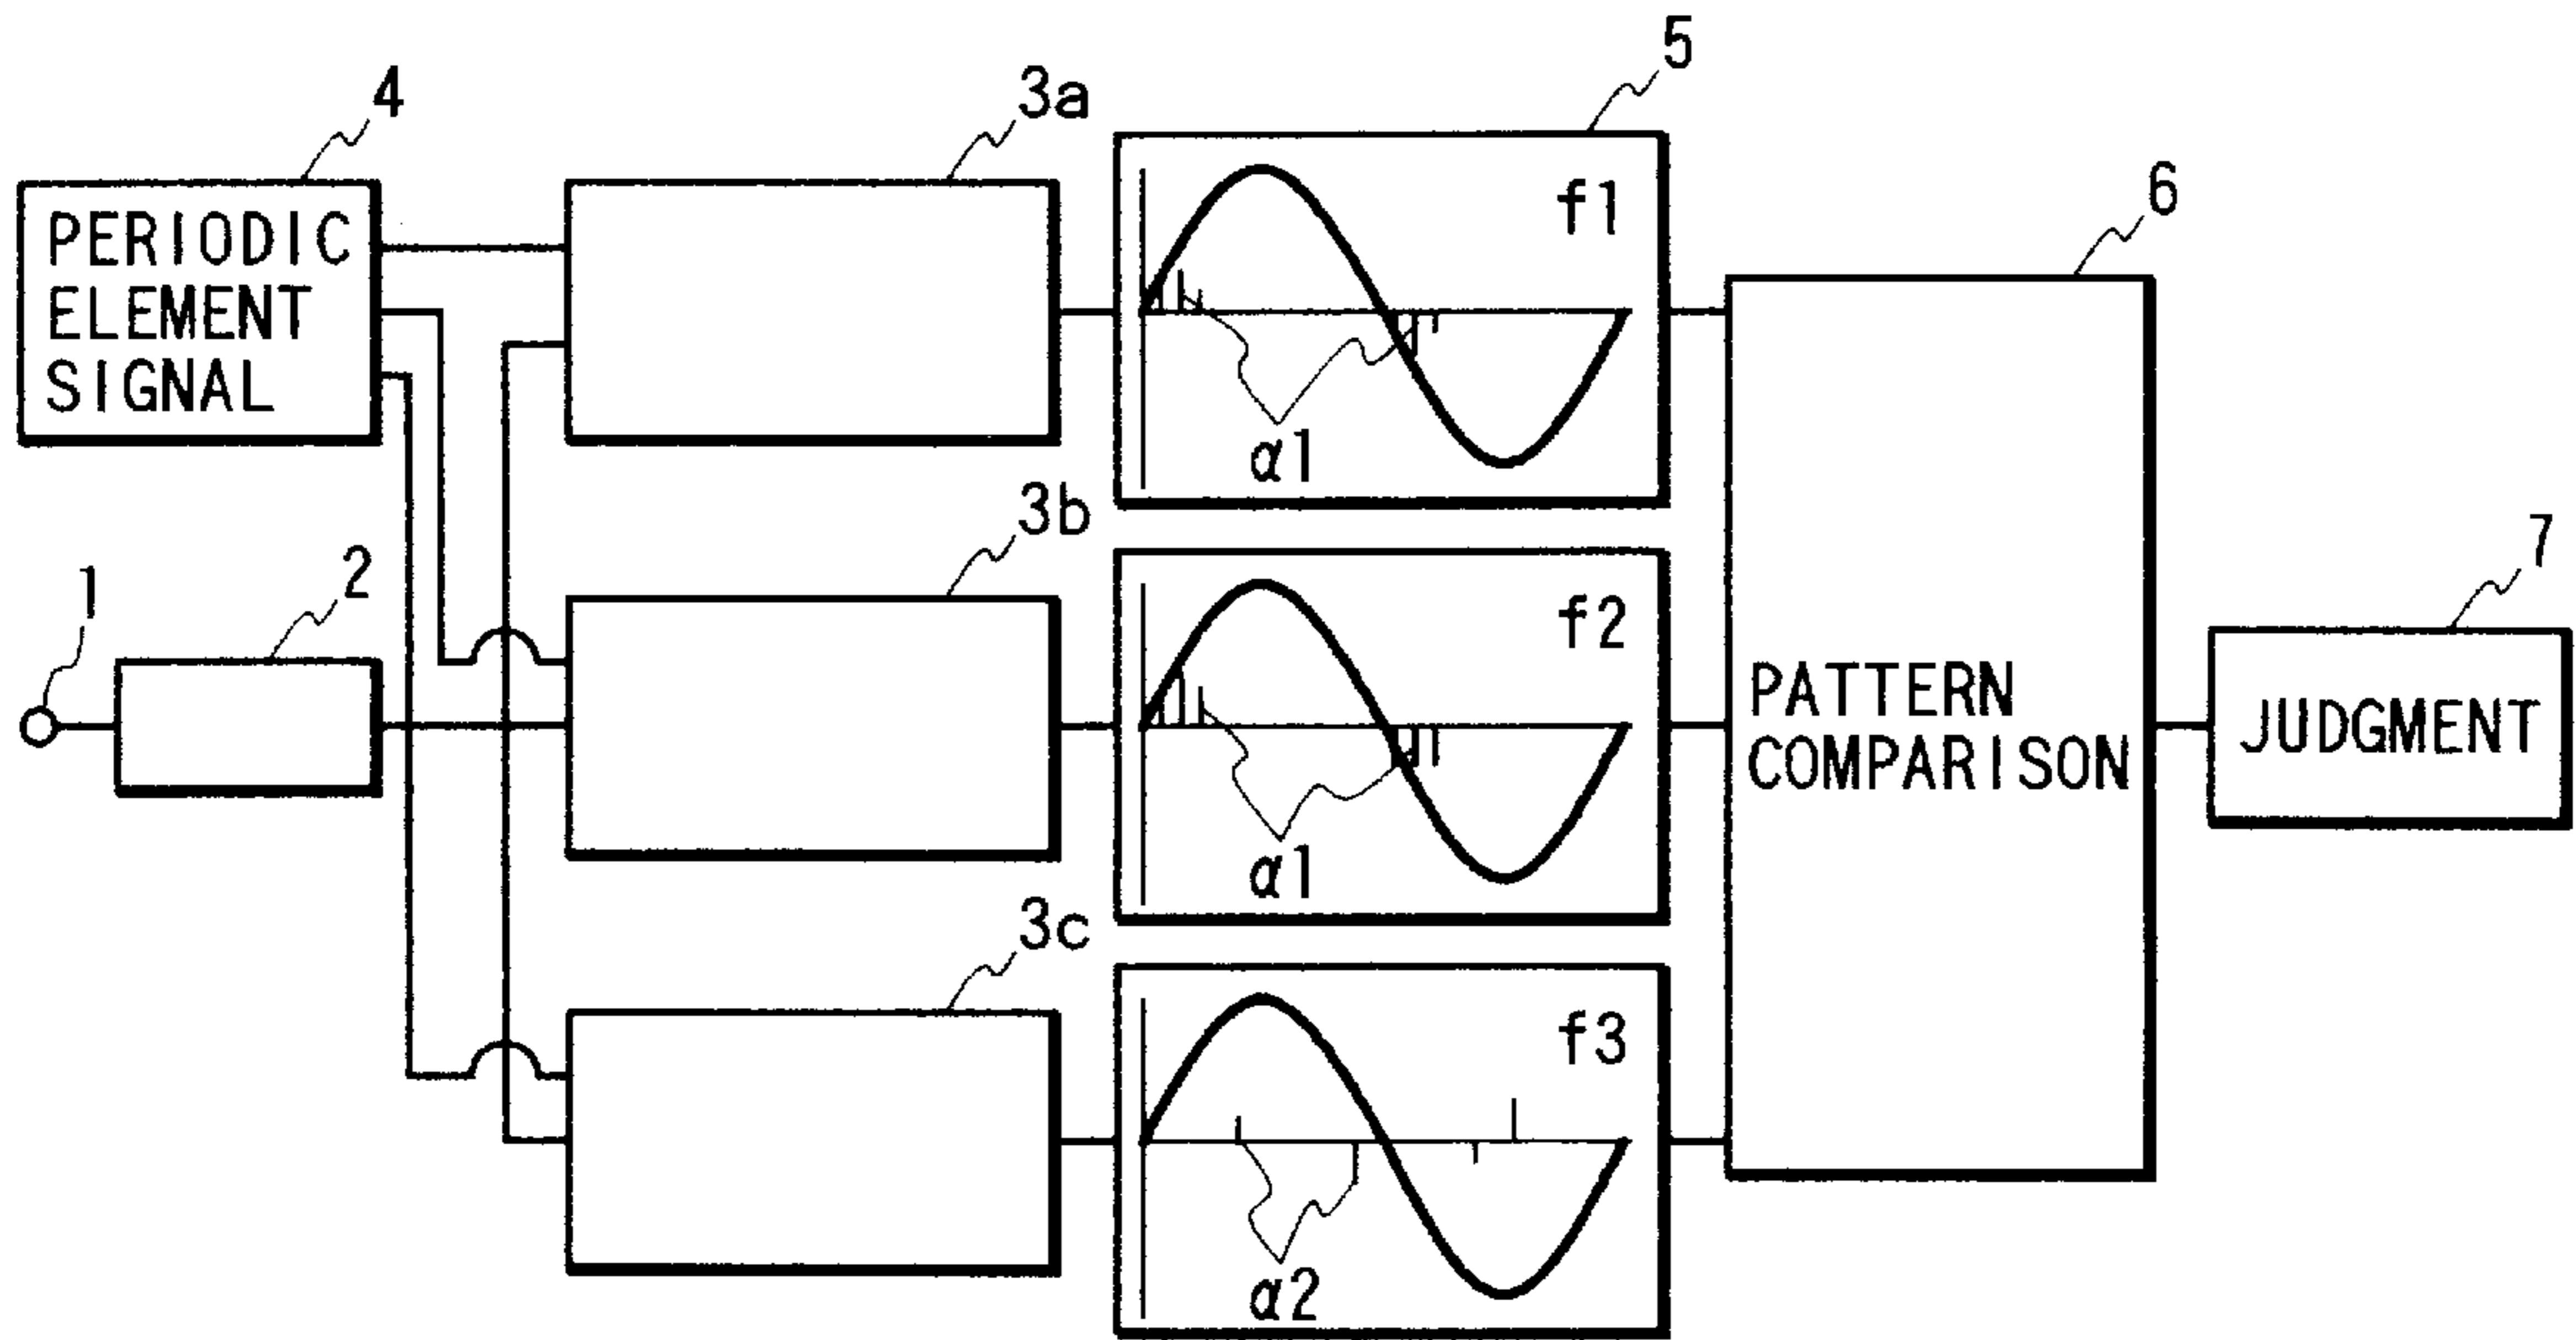 4
3a
5
PERIODIC
ELEMENT
SIGNAL
f1
6
α1
1
2
3b
f2
7
PATTERN
COMPARISON
JUDGMENT
α1
3c
f3
α2